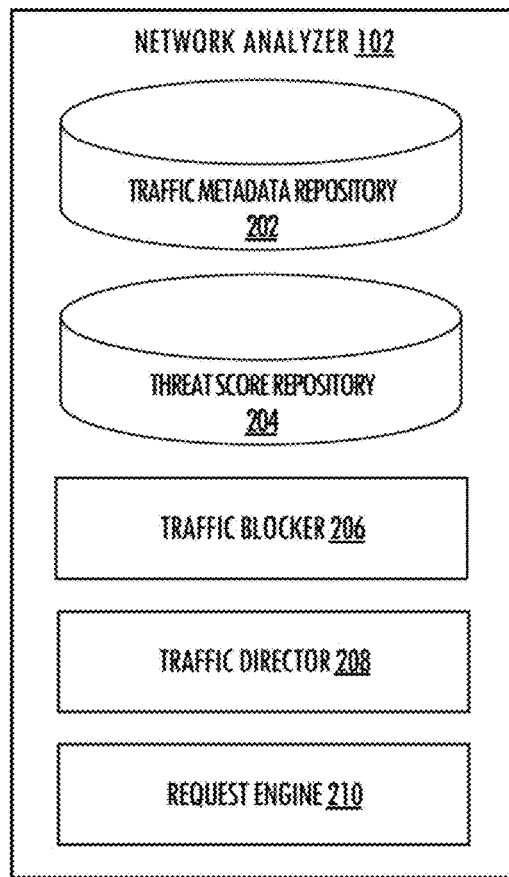 NETWORK ANALYZER 102
TRAFFIC METADATA REPOSITORY
202
THREAT SCORE REPOSITORY
204
TRAFFIC BLOCKER 206
TRAFFIC DIRECTOR 208
REQUEST ENGINE 210